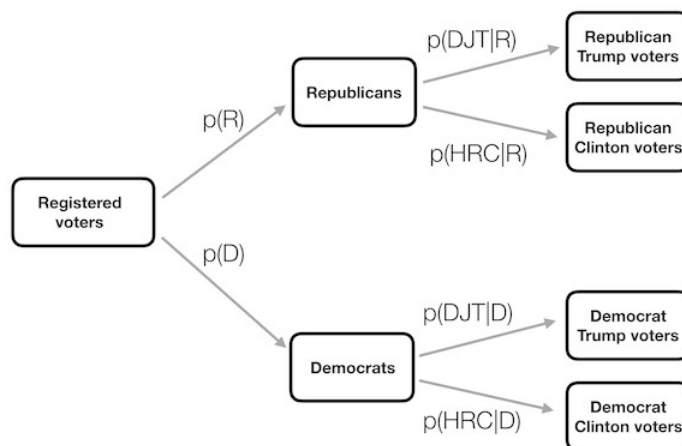 p(DJT|R)
Republican
Trump voters
Republicans
p(R)
Republican
Clinton voters
p(HRC|R)
Registered
voters
p(D)
p(DJT|D)
Democrat
Trump voters
Democrats
p(HRC|D)
Democrat
Clinton voters